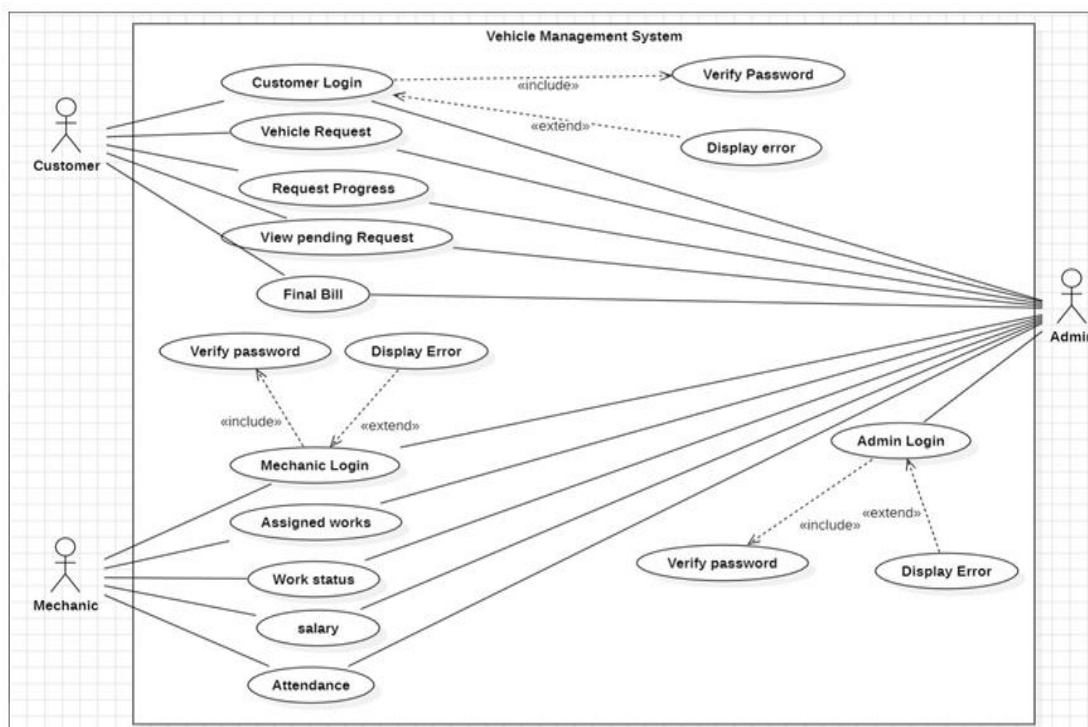 Vehicle Management System
Customer Login
«include»
Verify Password
Vehicle Request
«extend»
Display error
Customer
Request Progress
View pending Request
Final Bill
Admin
Verify password
Display Error
«include»
«extend»
Mechanic Login
Admin Login
Assigned works
«include»
«extend»
Verify password
Display Error
Work status
Mechanic
salary
Attendance